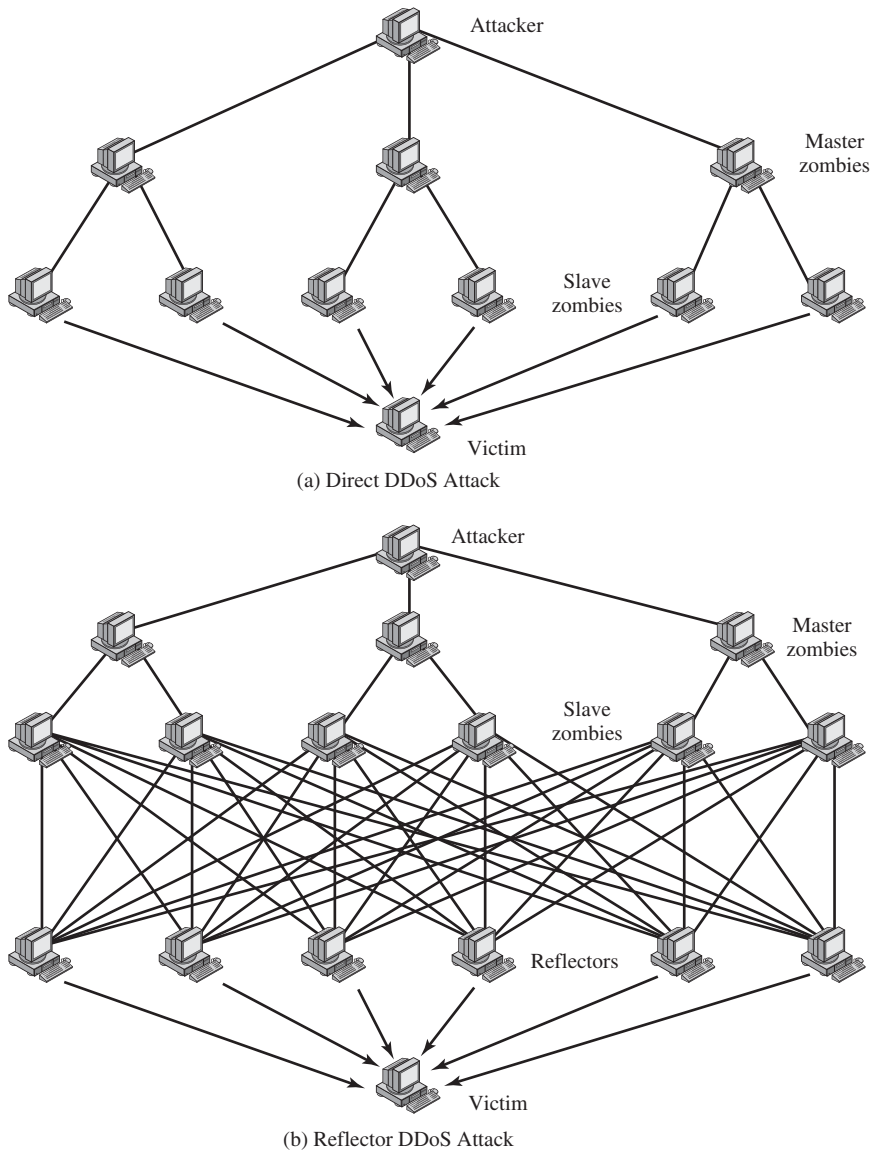 Attacker
Master
zombies
Slave
zombies
Victim
(a) Direct DDoS Attack
Attacker
Master
zombies
Slave
zombies
Reflectors
Victim
(b) Reflector DDoS Attack